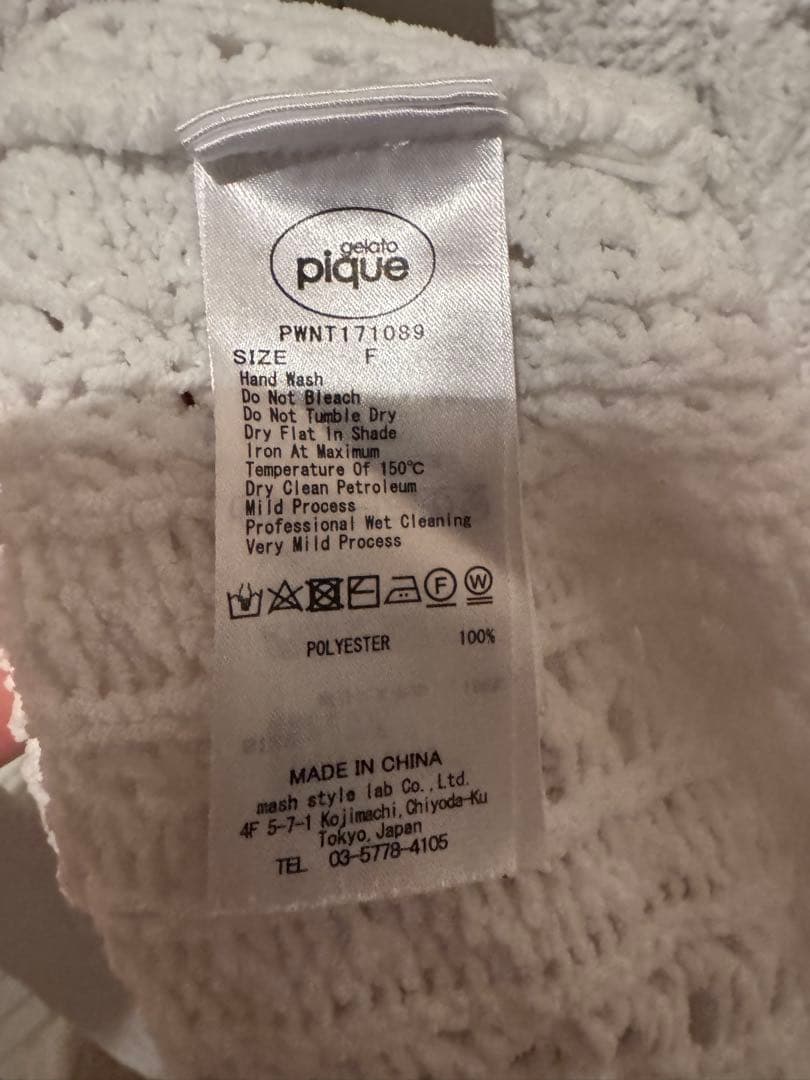 gelato
pique
PWNT171089
SIZE F
Hand Wash
Do Not Bleach
Do Not Tumble Dry
Dry Flat In Shade
Iron At Maximum
Temperature Of 150℃
Dry Clean Petroleum
Mild Process
Professional Wet Cleaning
Very Mild Process
F W
POLYESTER 100%
MADE IN CHINA
mash style lab Co.,Ltd.
4F 5-7-1 Kojimachi,Chiyoda-Ku
Tokyo,Japan
TEL 03-5778-4105